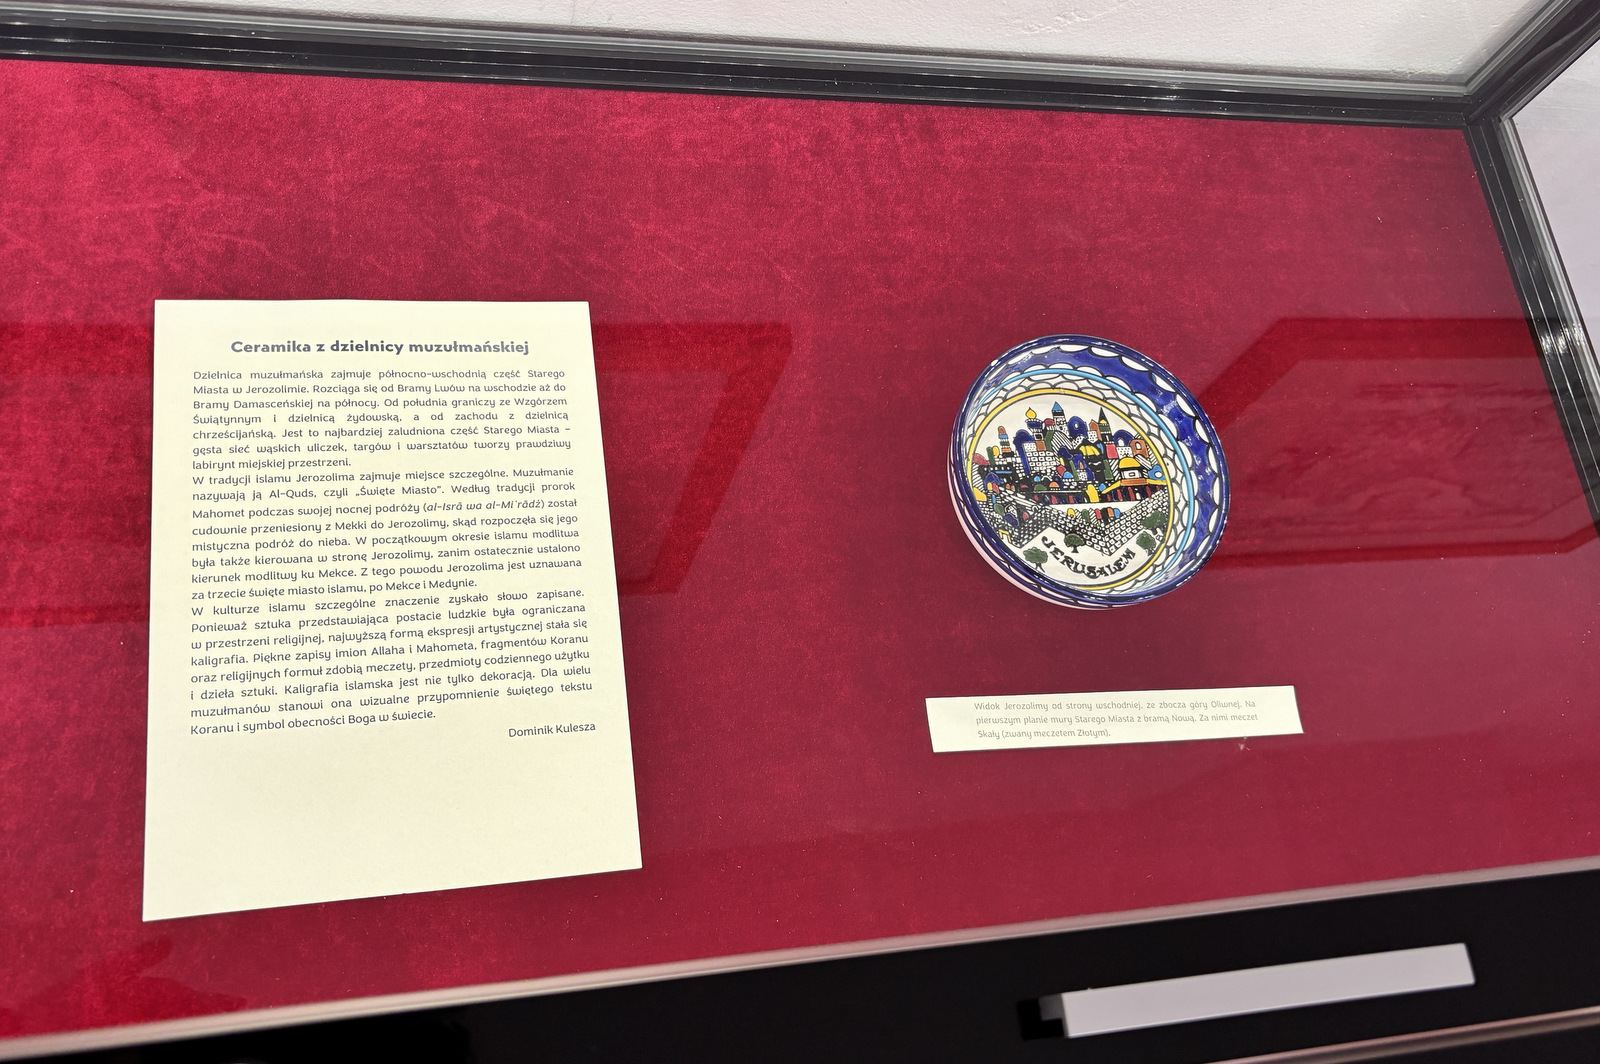 Ceramika z dzielnicy muzułmańskiej
Dzielnica muzułmańska zajmuje północno-wschodnią część Starego
Miasta w Jerozolimie. Rozciąga się od Bramy Lwów na wschodzie aż do
Bramy Damasceńskiej na północy. Od południa graniczy ze Wzgórzem
Świątynnym i dzielnicą żydowską, a od zachodu z dzielnicą
chrześcijańską. Jest to najbardziej zaludniona część Starego Miasta –
gęsta sieć wąskich uliczek, targów i warsztatów tworzy prawdziwy
labirynt miejskiej przestrzeni.
W tradycji islamu Jerozolima zajmuje miejsce szczególne. Muzułmanie
nazywają ją Al-Quds, czyli „Święte Miasto”. Według tradycji prorok
Mahomet podczas swojej nocnej podróży (al-Isrā wa al-Mi῾rādż) został
cudownie przeniesiony z Mekki do Jerozolimy, skąd rozpoczęła się jego
mistyczna podróż do nieba. W początkowym okresie islamu modlitwa
była także kierowana w stronę Jerozolimy, zanim ostatecznie ustalono
kierunek modlitwy ku Mekce. Z tego powodu Jerozolima jest uznawana
za trzecie święte miasto islamu, po Mekce i Medynie.
W kulturze islamu szczególne znaczenie zyskało słowo zapisane.
Ponieważ sztuka przedstawiająca postacie ludzkie była ograniczana
w przestrzeni religijnej, najwyższą formą ekspresji artystycznej stała się
kaligrafia. Piękne zapisy imion Allaha i Mahometa, fragmentów Koranu
oraz religijnych formuł zdobią meczety, przedmioty codziennego użytku
i dzieła sztuki. Kaligrafia islamska jest nie tylko dekoracją. Dla wielu
muzułmanów stanowi ona wizualne przypomnienie świętego tekstu
Koranu i symbol obecności Boga w świecie.
Dominik Kulesza
JERUSALEM
Widok Jerozolimy od strony wschodniej, ze zbocza góry Oliwnej. Na
pierwszym planie mury Starego Miasta z bramą Nową. Za nimi meczet
Skały (zwany meczetem Złotym).